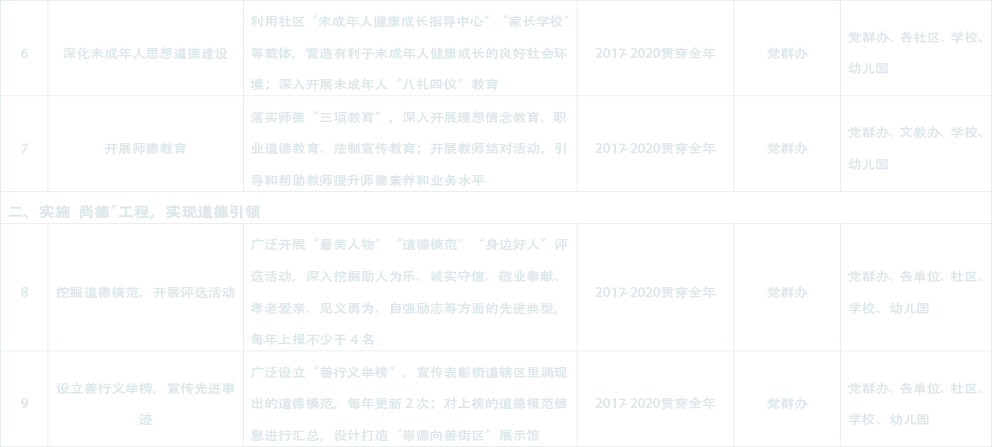 利用社区“未成年人健康成长指导中心”“家长学校”
等载体，营造有利于未成年人健康成长的良好社会环
境；深入开展未成年人“八礼四仪”教育
6
深化未成年人思想道德建设
2017-2020贯穿全年
党群办
党群办、各社区、学校、
幼儿园
落实师德“三项教育”，深入开展理想信念教育、职
业道德教育、法制宣传教育；开展教师结对活动，引
导和帮助教师提升师德素养和业务水平
7
开展师德教育
2017-2020贯穿全年
党群办
党群办、文教办、学校、
幼儿园
二、实施“尚德”工程，实现道德引领
广泛开展“最美人物”“道德模范”“身边好人”评
选活动，深入挖掘助人为乐、诚实守信、敬业奉献、
孝老爱亲、见义勇为、自强励志等方面的先进典型，
每年上报不少于 4 名
8
挖掘道德模范，开展评选活动
2017-2020贯穿全年
党群办
党群办、各单位、社区、
学校、幼儿园
广泛设立“善行义举榜”，宣传表彰街道辖区里涌现
出的道德模范，每年更新 2 次；对上榜的道德模范信
息进行汇总，设计打造“崇德向善街区”展示馆
9
设立善行义举榜，宣传先进事
迹
2017-2020贯穿全年
党群办
党群办、各单位、社区、
学校、幼儿园